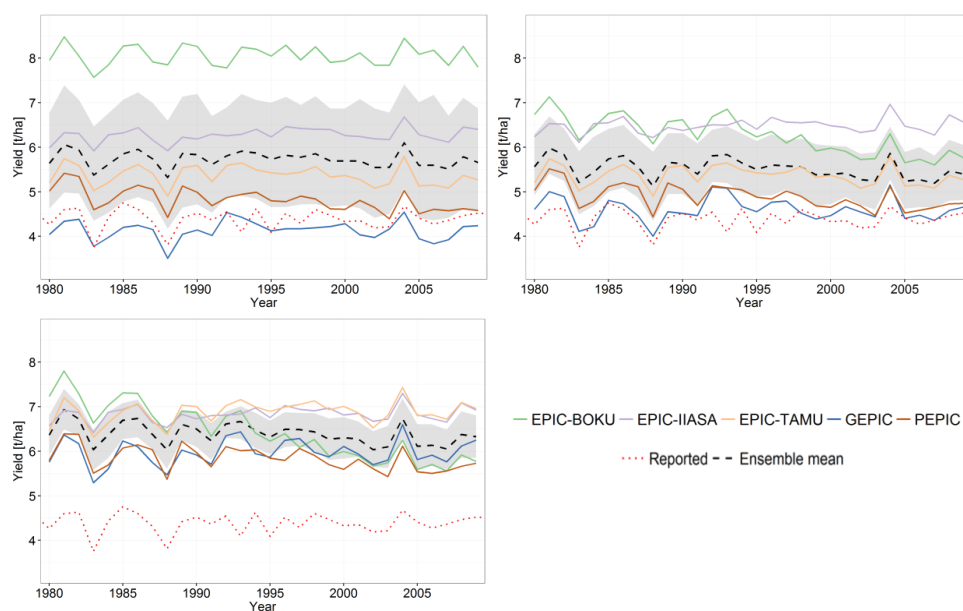 Yield [t/ha]
8
7
6
5
4
1980 1985 1990 1995 2000 2005
Year
Yield [t/ha]
8
7
6
5
4
1980 1985 1990 1995 2000 2005
Year
Yield [t/ha]
8
7
6
5
4
1980 1985 1990 1995 2000 2005
Year
EPIC-BOKU EPIC-IIASA EPIC-TAMU GEPIC PEPIC
Reported Ensemble mean